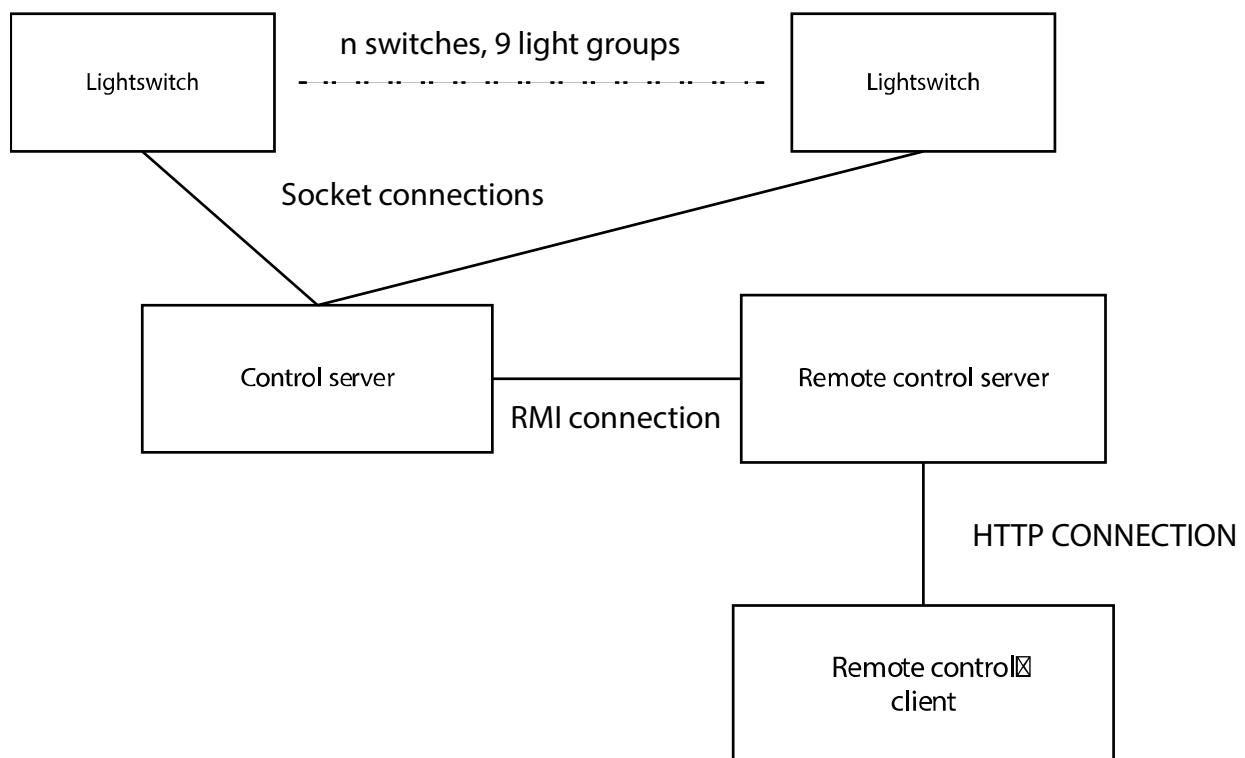 n switches, 9 light groups
Lightswitch
Lightswitch
Socket connections
Control server
Remote control server
RMI connection
HTTP CONNECTION
Remote control
client